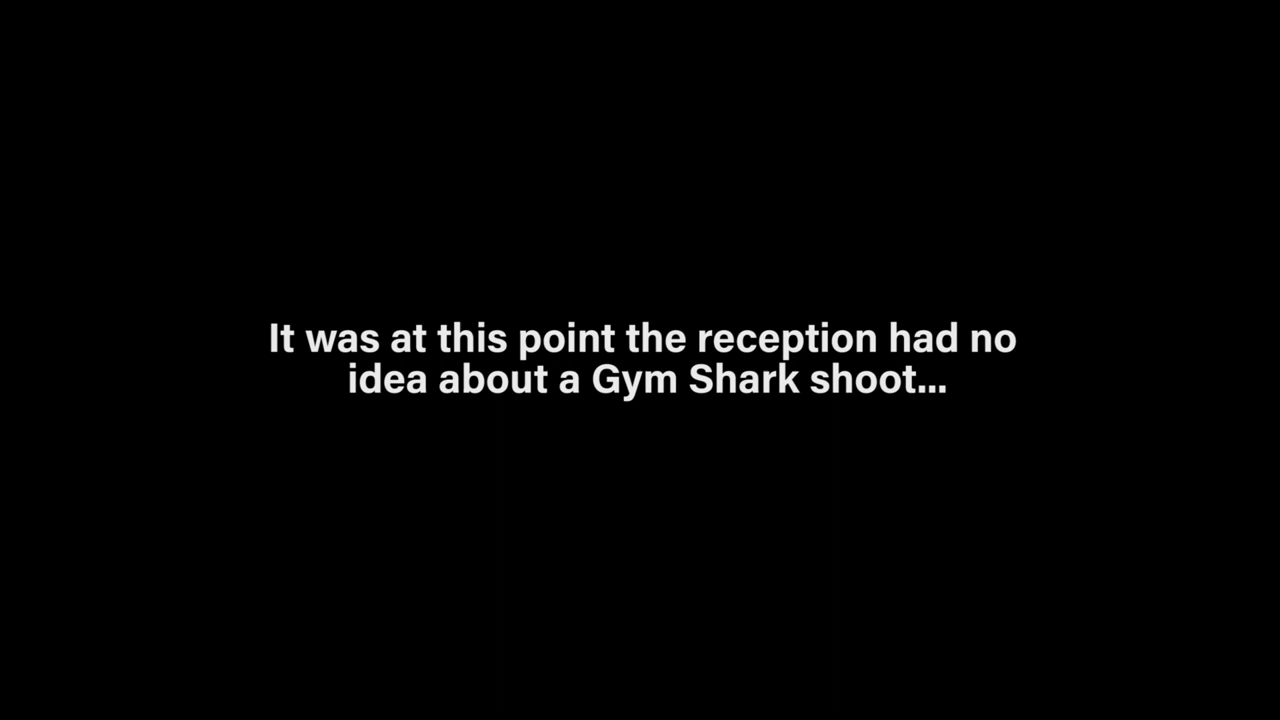 It was at this point the reception had no
idea about a Gym Shark shoot...